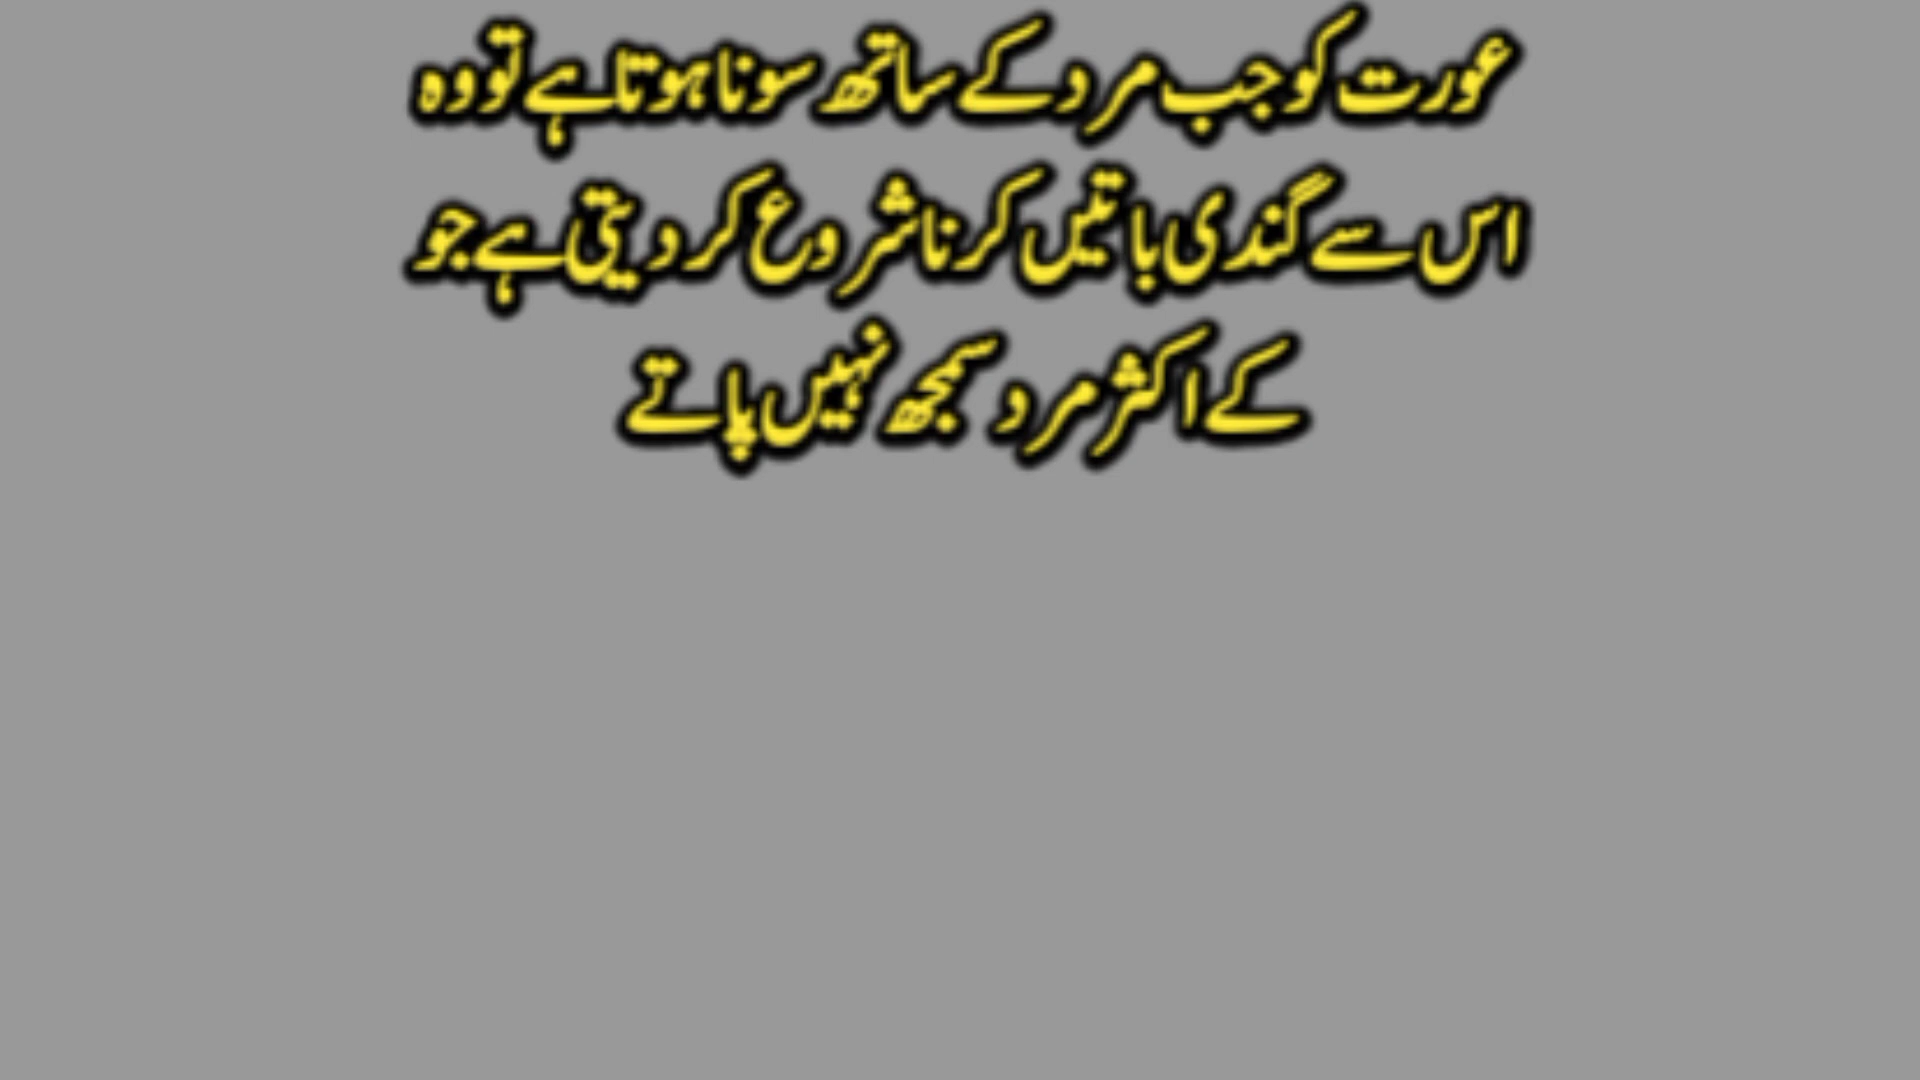 عورت کو جب مرد کے ساتھ سونا ہوتا ہے تو وہ
اس سے گندی باتیں کرنا شروع کر دیتی ہے جو
کے اکثر مرد سمجھ نہیں پاتے